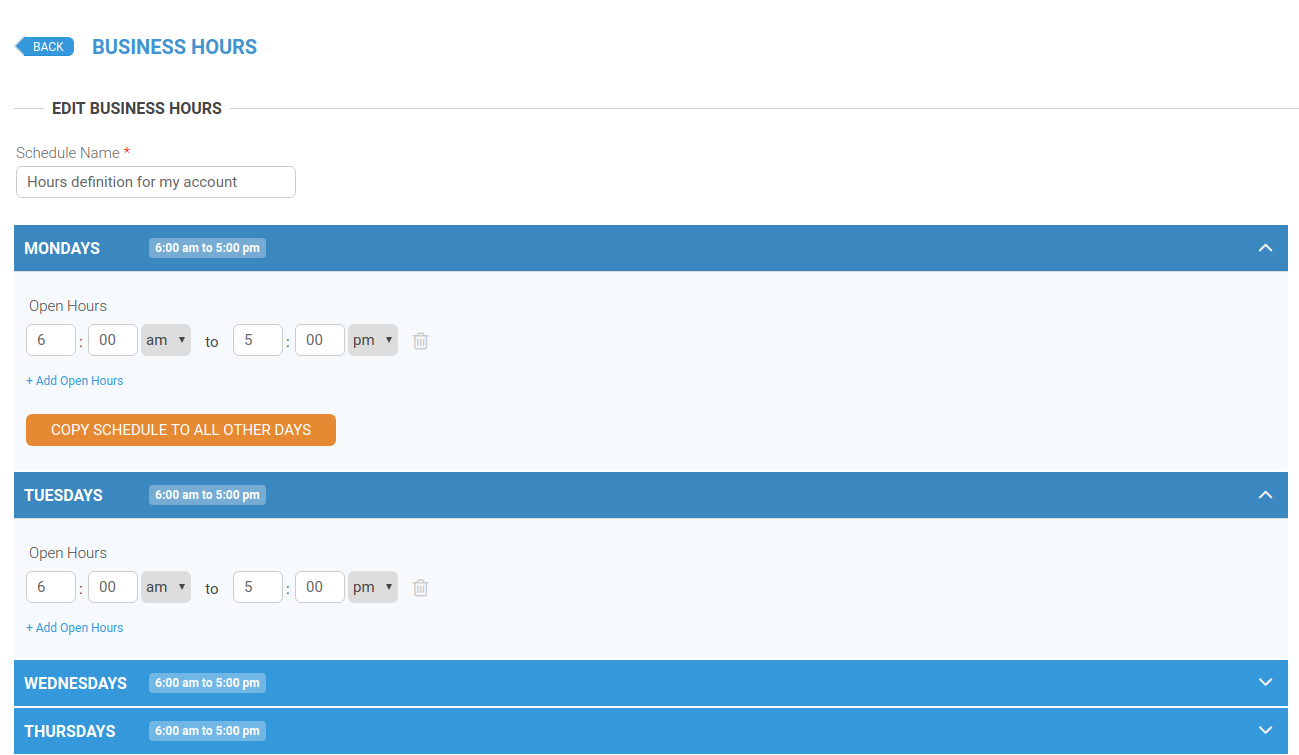 BACK BUSINESS HOURS
EDIT BUSINESS HOURS
Schedule Name *
Hours definition for my account
MONDAYS 6:00 am to 5:00 pm
Open Hours
6 : 00 am to 5 : 00 pm
+ Add Open Hours
COPY SCHEDULE TO ALL OTHER DAYS
TUESDAYS 6:00 am to 5:00 pm
Open Hours
6 : 00 am to 5 : 00 pm
+ Add Open Hours
WEDNESDAYS 6:00 am to 5:00 pm
THURSDAYS 6:00 am to 5:00 pm